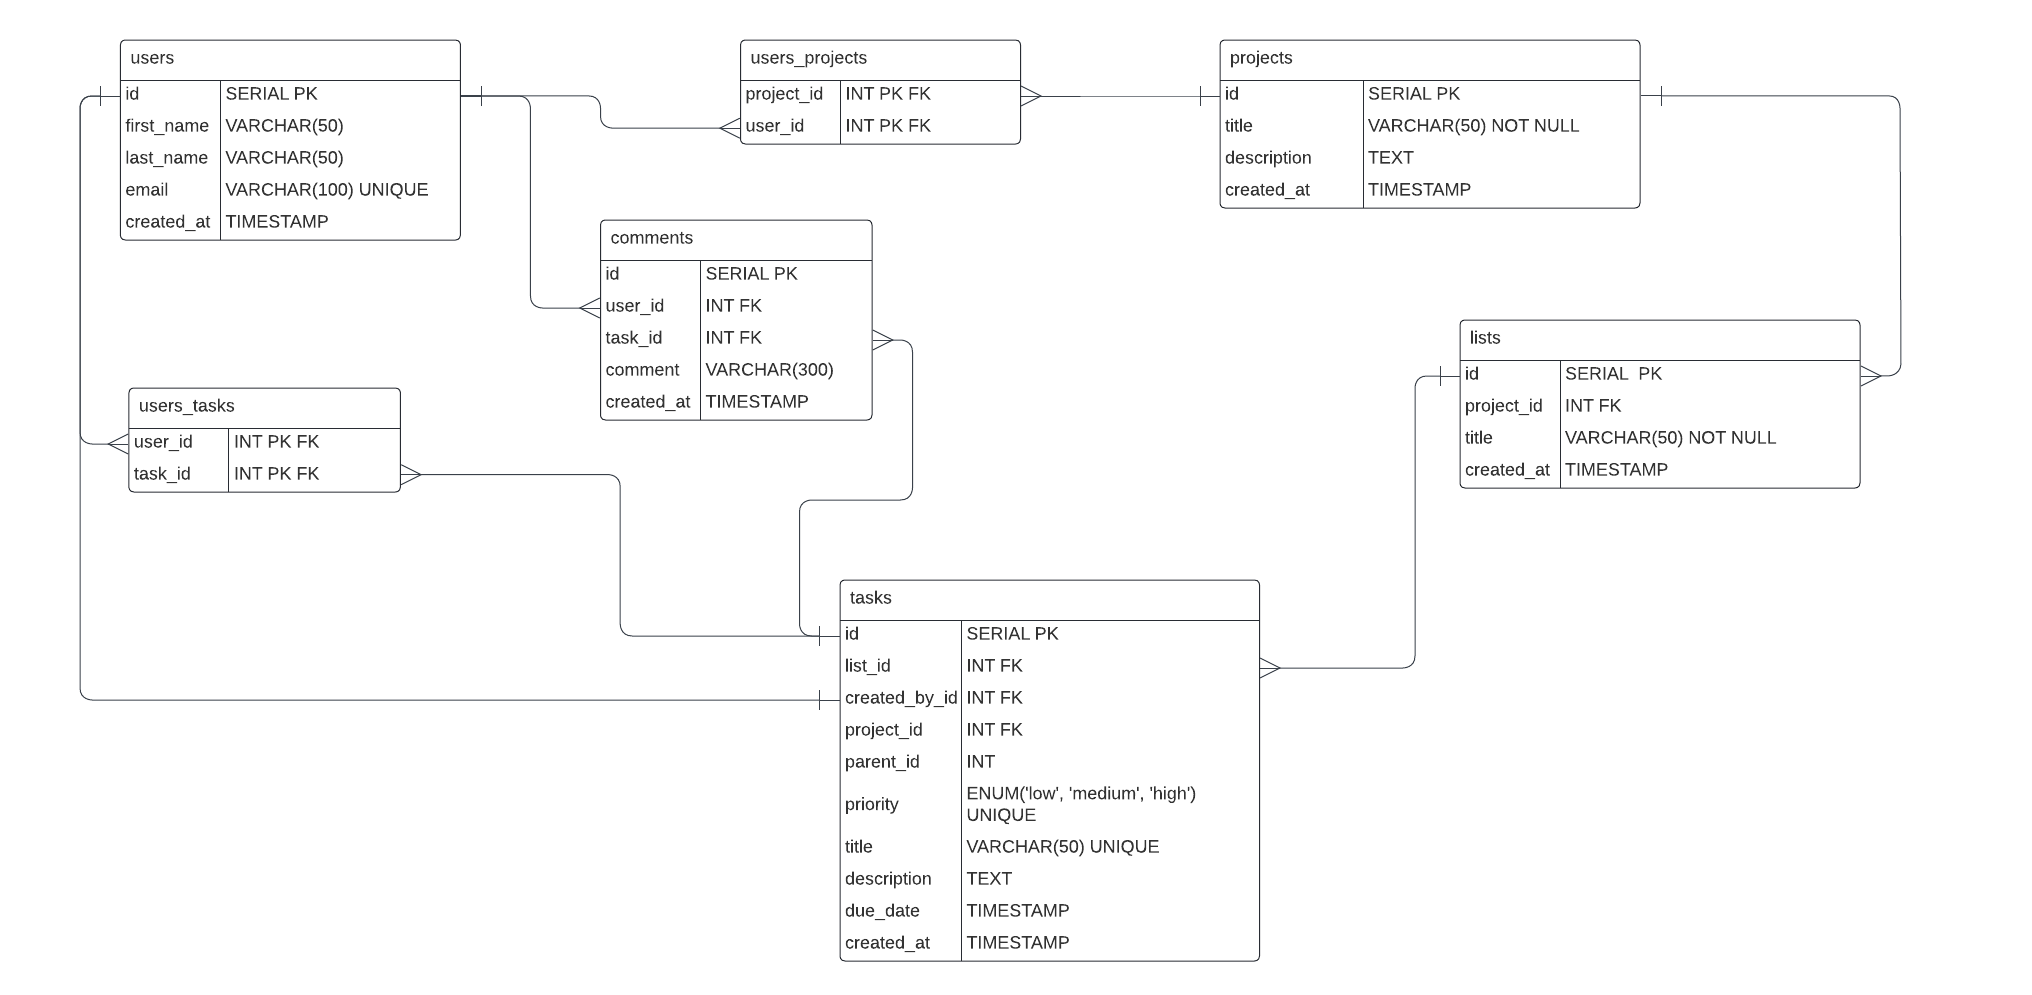 users
id SERIAL PK
first_name VARCHAR(50)
last_name VARCHAR(50)
email VARCHAR(100) UNIQUE
created_at TIMESTAMP
users_projects
project_id INT PK FK
user_id INT PK FK
projects
id SERIAL PK
title VARCHAR(50) NOT NULL
description TEXT
created_at TIMESTAMP
comments
id SERIAL PK
user_id INT FK
task_id INT FK
comment VARCHAR(300)
created_at TIMESTAMP
lists
id SERIAL PK
project_id INT FK
title VARCHAR(50) NOT NULL
created_at TIMESTAMP
users_tasks
user_id INT PK FK
task_id INT PK FK
tasks
id SERIAL PK
list_id INT FK
created_by_id INT FK
project_id INT FK
parent_id INT
priority ENUM('low', 'medium', 'high')
UNIQUE
title VARCHAR(50) UNIQUE
description TEXT
due_date TIMESTAMP
created_at TIMESTAMP